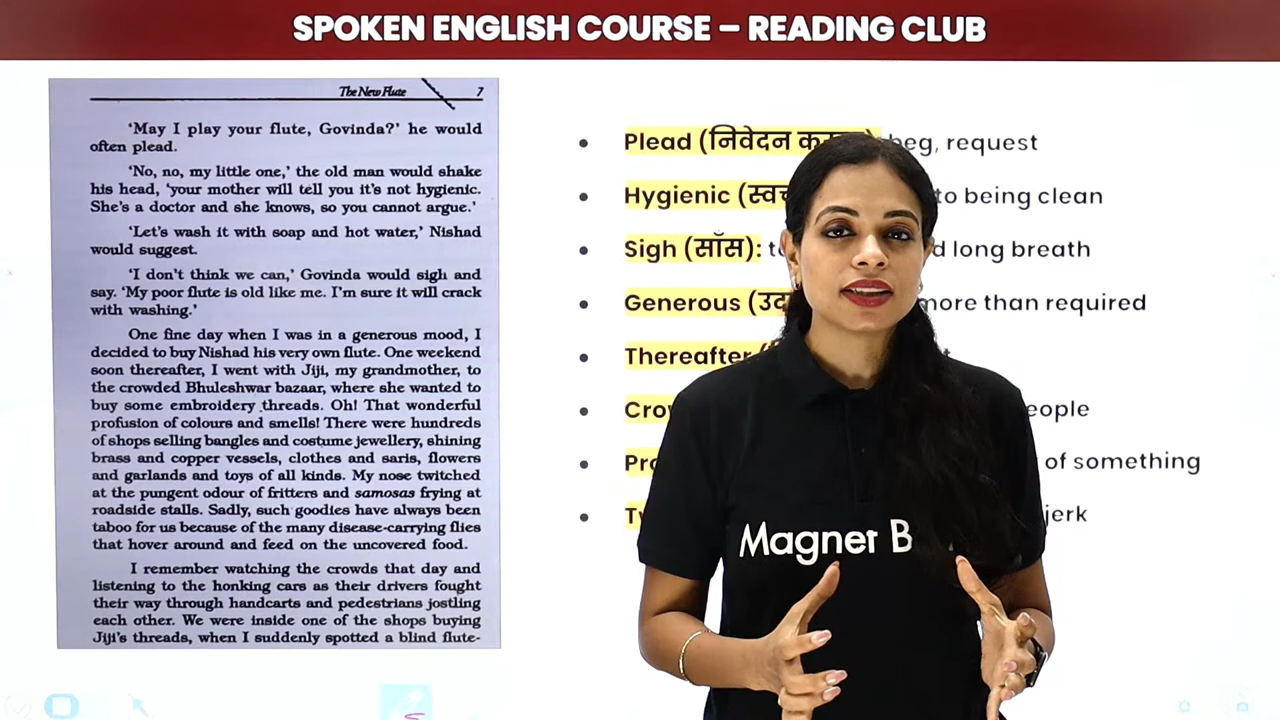 SPOKEN ENGLISH COURSE – READING CLUB
The New Flute 7
‘May I play your flute, Govinda?’ he would
often plead.
‘No, no, my little one,’ the old man would shake
his head, ‘your mother will tell you it's not hygienic.
She's a doctor and she knows, so you cannot argue.’
‘Let's wash it with soap and hot water,’ Nishad
would suggest.
‘I don't think we can,’ Govinda would sigh and
say. ‘My poor flute is old like me. I'm sure it will crack
with washing.’
One fine day when I was in a generous mood, I
decided to buy Nishad his very own flute. One weekend
soon thereafter, I went with Jiji, my grandmother, to
the crowded Bhuleshwar bazaar, where she wanted to
buy some embroidery threads. Oh! That wonderful
profusion of colours and smells! There were hundreds
of shops selling bangles and costume jewellery, shining
brass and copper vessels, clothes and saris, flowers
and garlands and toys of all kinds. My nose twitched
at the pungent odour of fritters and samosas frying at
roadside stalls. Sadly, such goodies have always been
taboo for us because of the many disease-carrying flies
that hover around and feed on the uncovered food.
I remember watching the crowds that day and
listening to the honking cars as their drivers fought
their way through handcarts and pedestrians jostling
each other. We were inside one of the shops buying
Jiji's threads, when I suddenly spotted a blind flute-
Plead (निवेदन beg, request
Hygienic to being clean
Sigh (साँस): long breath
Generous more than required
Thereafter
people
of something
jerk
Magnet B